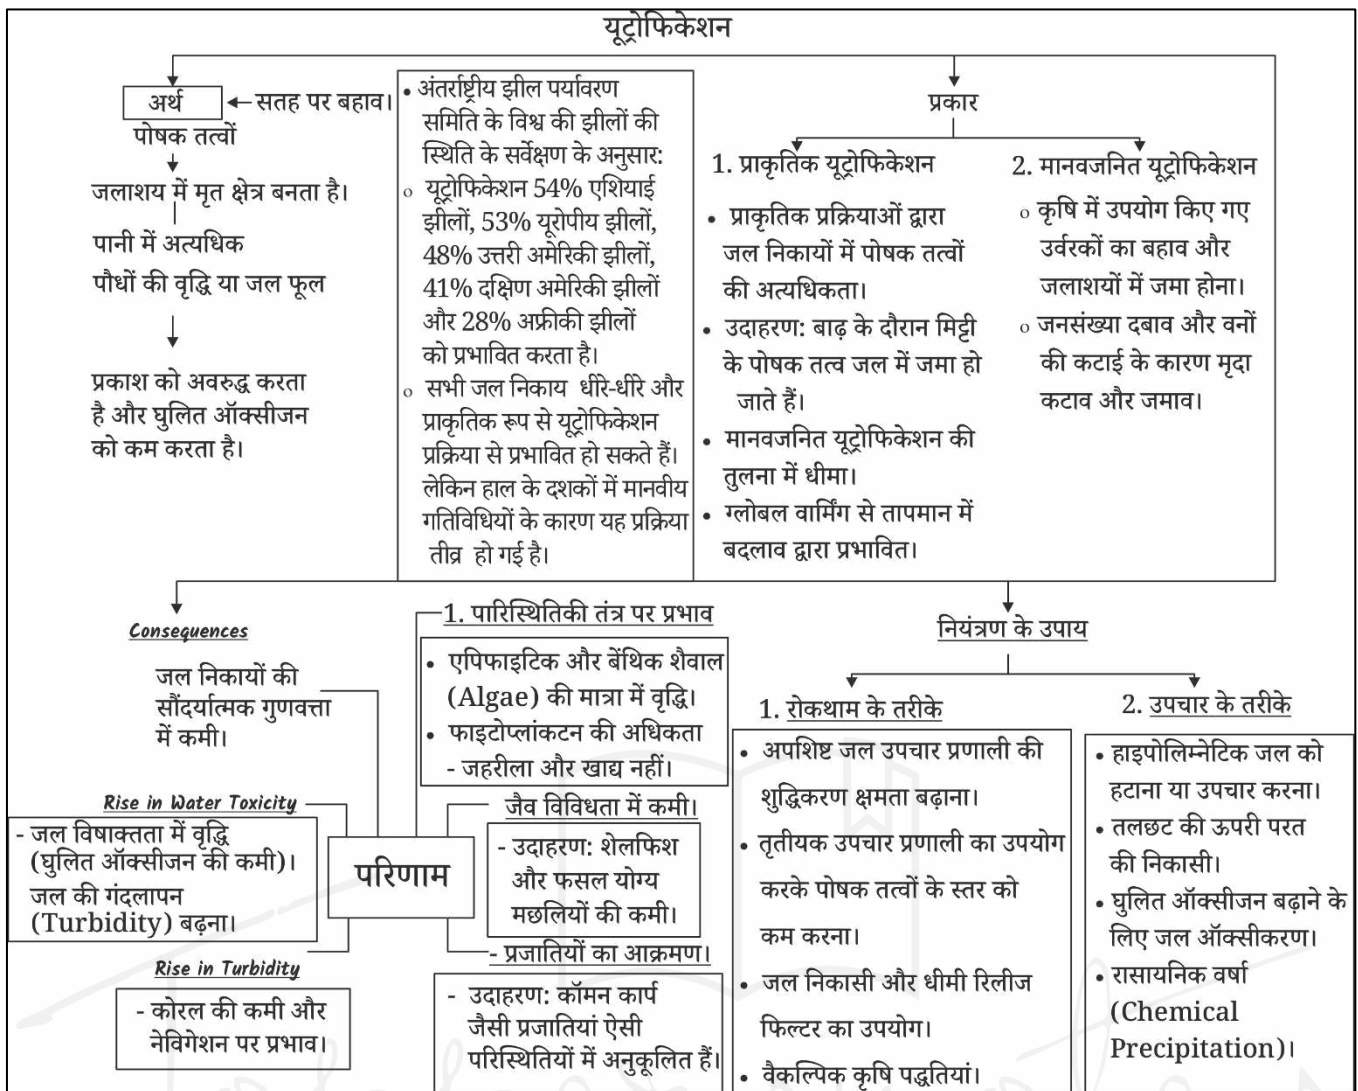 यूट्रोफिकेशन
अर्थ
सतह पर बहाव।
पोषक तत्वों
जलाशय में मृत क्षेत्र बनता है।
पानी में अत्यधिक
पौधों की वृद्धि या जल फूल
प्रकाश को अवरुद्ध करता
है और घुलित ऑक्सीजन
को कम करता है।
• अंतर्राष्ट्रीय झील पर्यावरण
समिति के विश्व की झीलों की
स्थिति के सर्वेक्षण के अनुसार:
o यूट्रोफिकेशन 54% एशियाई
झीलों, 53% यूरोपीय झीलों,
48% उत्तरी अमेरिकी झीलों,
41% दक्षिण अमेरिकी झीलों
और 28% अफ्रीकी झीलों
को प्रभावित करता है।
o सभी जल निकाय धीरे-धीरे और
प्राकृतिक रूप से यूट्रोफिकेशन
प्रक्रिया से प्रभावित हो सकते हैं।
लेकिन हाल के दशकों में मानवीय
गतिविधियों के कारण यह प्रक्रिया
तीव्र हो गई है।
प्रकार
1. प्राकृतिक यूट्रोफिकेशन
• प्राकृतिक प्रक्रियाओं द्वारा
जल निकायों में पोषक तत्वों
की अत्यधिकता।
• उदाहरण: बाढ़ के दौरान मिट्टी
के पोषक तत्व जल में जमा हो
जाते हैं।
• मानवजनित यूट्रोफिकेशन की
तुलना में धीमा।
• ग्लोबल वार्मिंग से तापमान में
बदलाव द्वारा प्रभावित।
2. मानवजनित यूट्रोफिकेशन
o कृषि में उपयोग किए गए
उर्वरकों का बहाव और
जलाशयों में जमा होना।
o जनसंख्या दबाव और वनों
की कटाई के कारण मृदा
कटाव और जमाव।
Consequences
जल निकायों की
सौंदर्यात्मक गुणवत्ता
में कमी।
Rise in Water Toxicity
- जल विषाक्तता में वृद्धि
(घुलित ऑक्सीजन की कमी)।
जल की गंदलापन
(Turbidity) बढ़ना।
Rise in Turbidity
- कोरल की कमी और
नेविगेशन पर प्रभाव।
परिणाम
1. पारिस्थितिकी तंत्र पर प्रभाव
• एपिफाइटिक और बेंथिक शैवाल
(Algae) की मात्रा में वृद्धि।
• फाइटोप्लांकटन की अधिकता
- जहरीला और खाद्य नहीं।
जैव विविधता में कमी।
- उदाहरण: शेलफिश
और फसल योग्य
मछलियों की कमी।
- प्रजातियों का आक्रमण।
- उदाहरण: कॉमन कार्प
जैसी प्रजातियां ऐसी
परिस्थितियों में अनुकूलित हैं।
नियंत्रण के उपाय
1. रोकथाम के तरीके
• अपशिष्ट जल उपचार प्रणाली की
शुद्धिकरण क्षमता बढ़ाना।
• तृतीयक उपचार प्रणाली का उपयोग
करके पोषक तत्वों के स्तर को
कम करना।
• जल निकासी और धीमी रिलीज
फिल्टर का उपयोग।
• वैकल्पिक कृषि पद्धतियां।
2. उपचार के तरीके
• हाइपोलिम्नेटिक जल को
हटाना या उपचार करना।
• तलछट की ऊपरी परत
की निकासी।
• घुलित ऑक्सीजन बढ़ाने के
लिए जल ऑक्सीकरण।
• रासायनिक वर्षा
(Chemical
Precipitation)।